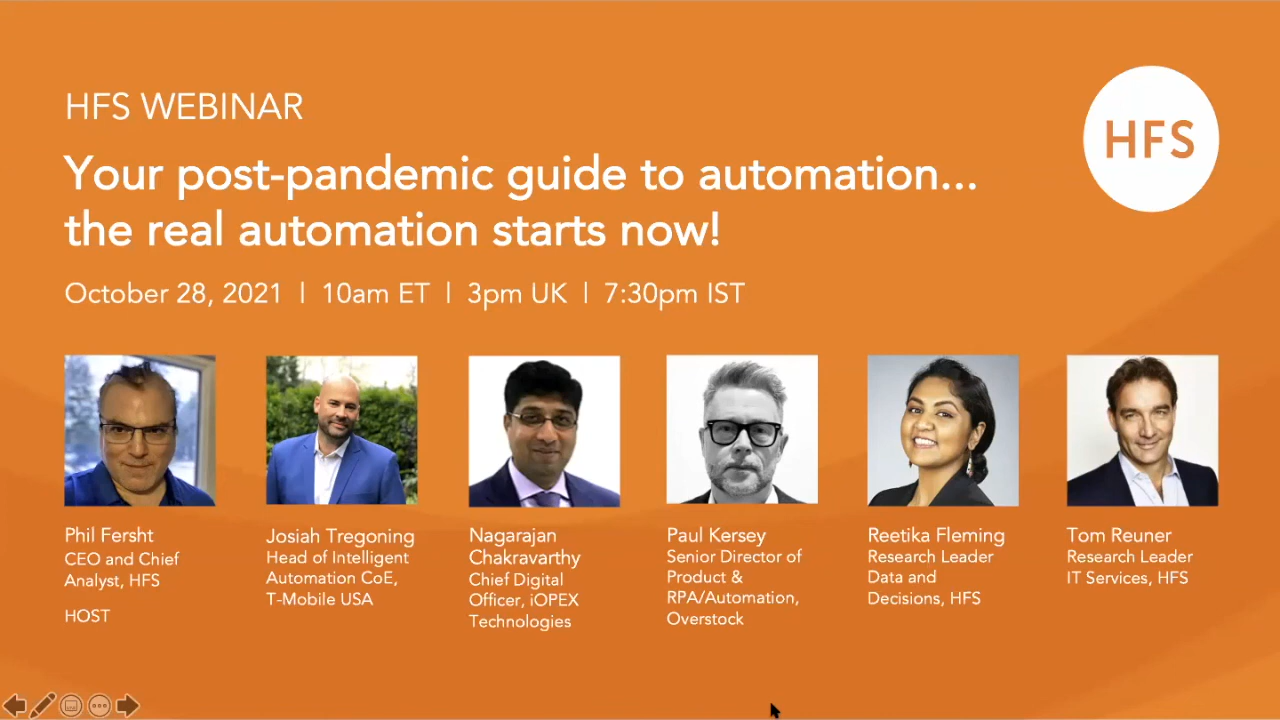 HFS WEBINAR
HFS
Your post-pandemic guide to automation...
the real automation starts now!
October 28, 2021 | 10am ET | 3pm UK | 7:30pm IST
Phil Fersht
CEO and Chief
Analyst, HFS
HOST
Josiah Tregoning
Head of Intelligent
Automation CoE,
T-Mobile USA
Nagarajan
Chakravarthy
Chief Digital
Officer, iOPEX
Technologies
Paul Kersey
Senior Director of
Product &
RPA/Automation,
Overstock
Reetika Fleming
Research Leader
Data and
Decisions, HFS
Tom Reuner
Research Leader
IT Services, HFS